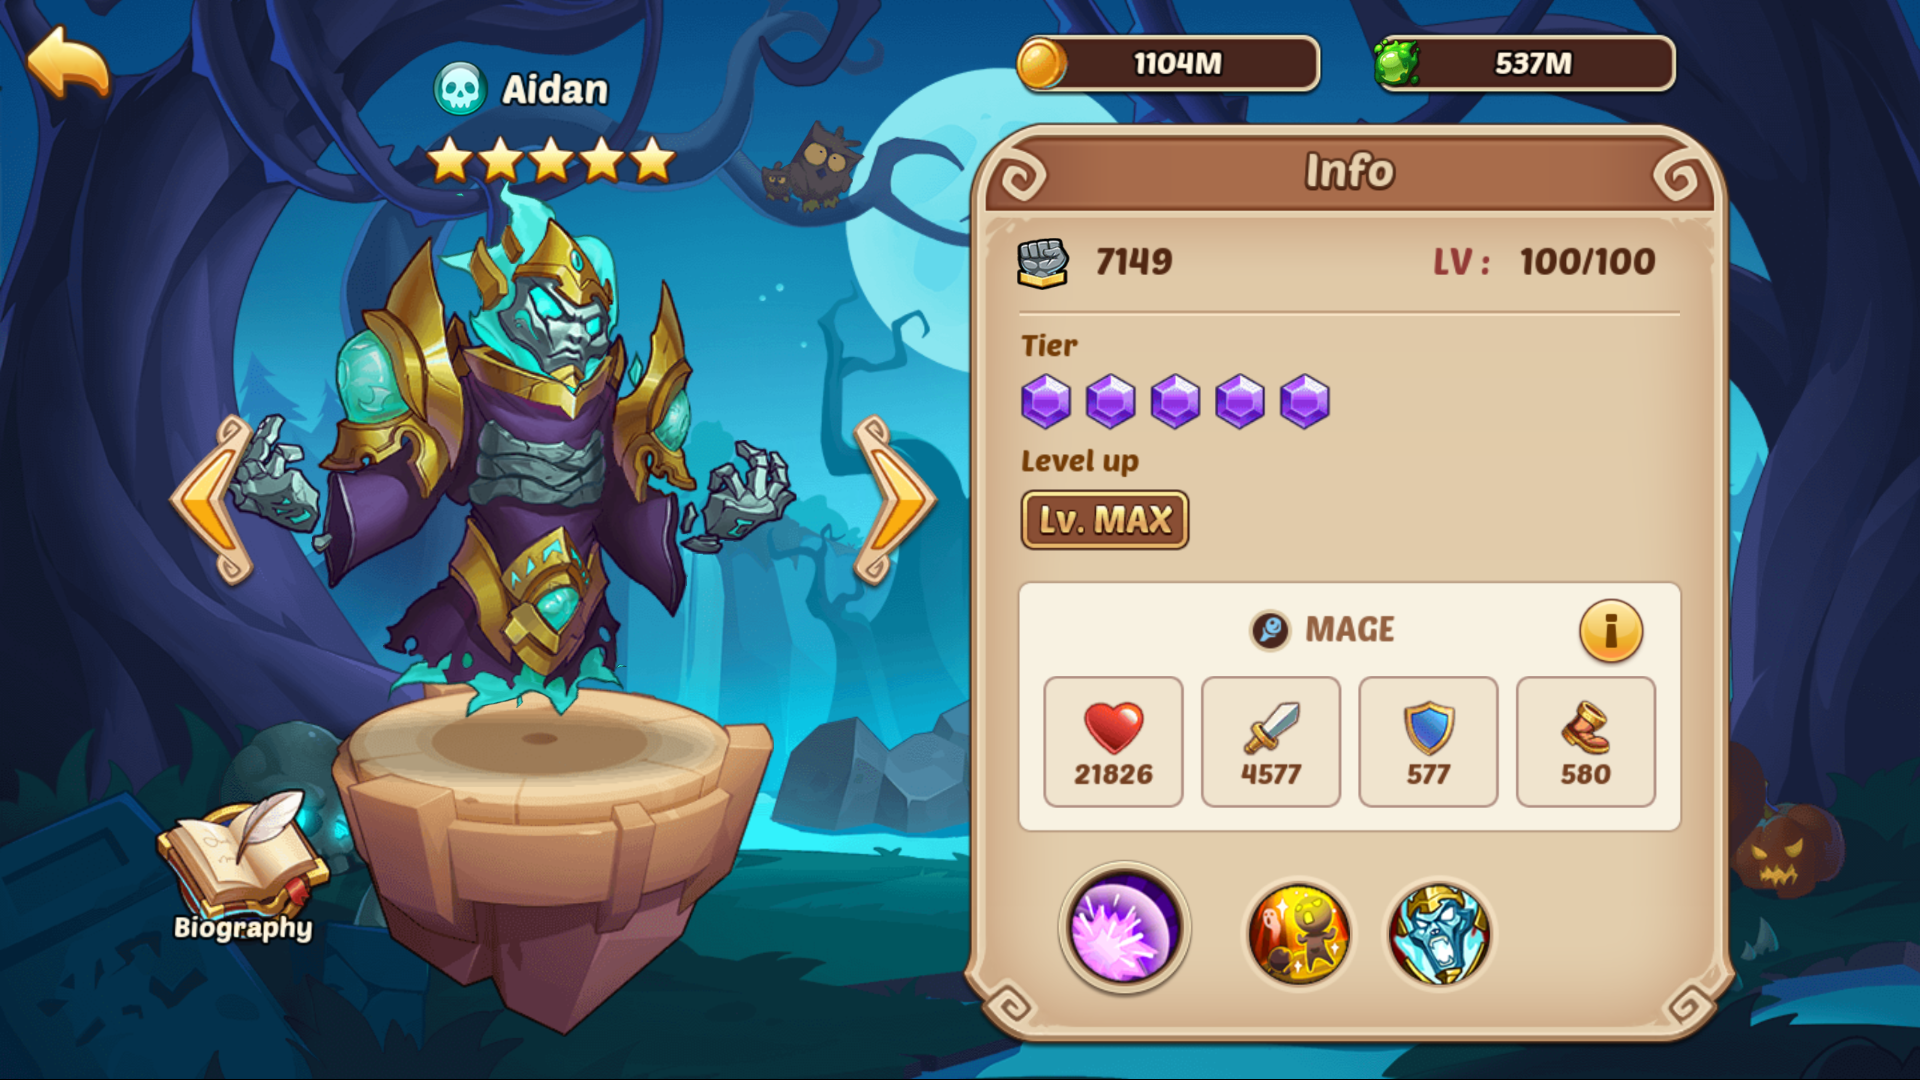 Aidan
1104M
537M
Info
7149
LV : 100/100
Tier
Level up
Lv. MAX
MAGE
21826
4577
577
580
Biography